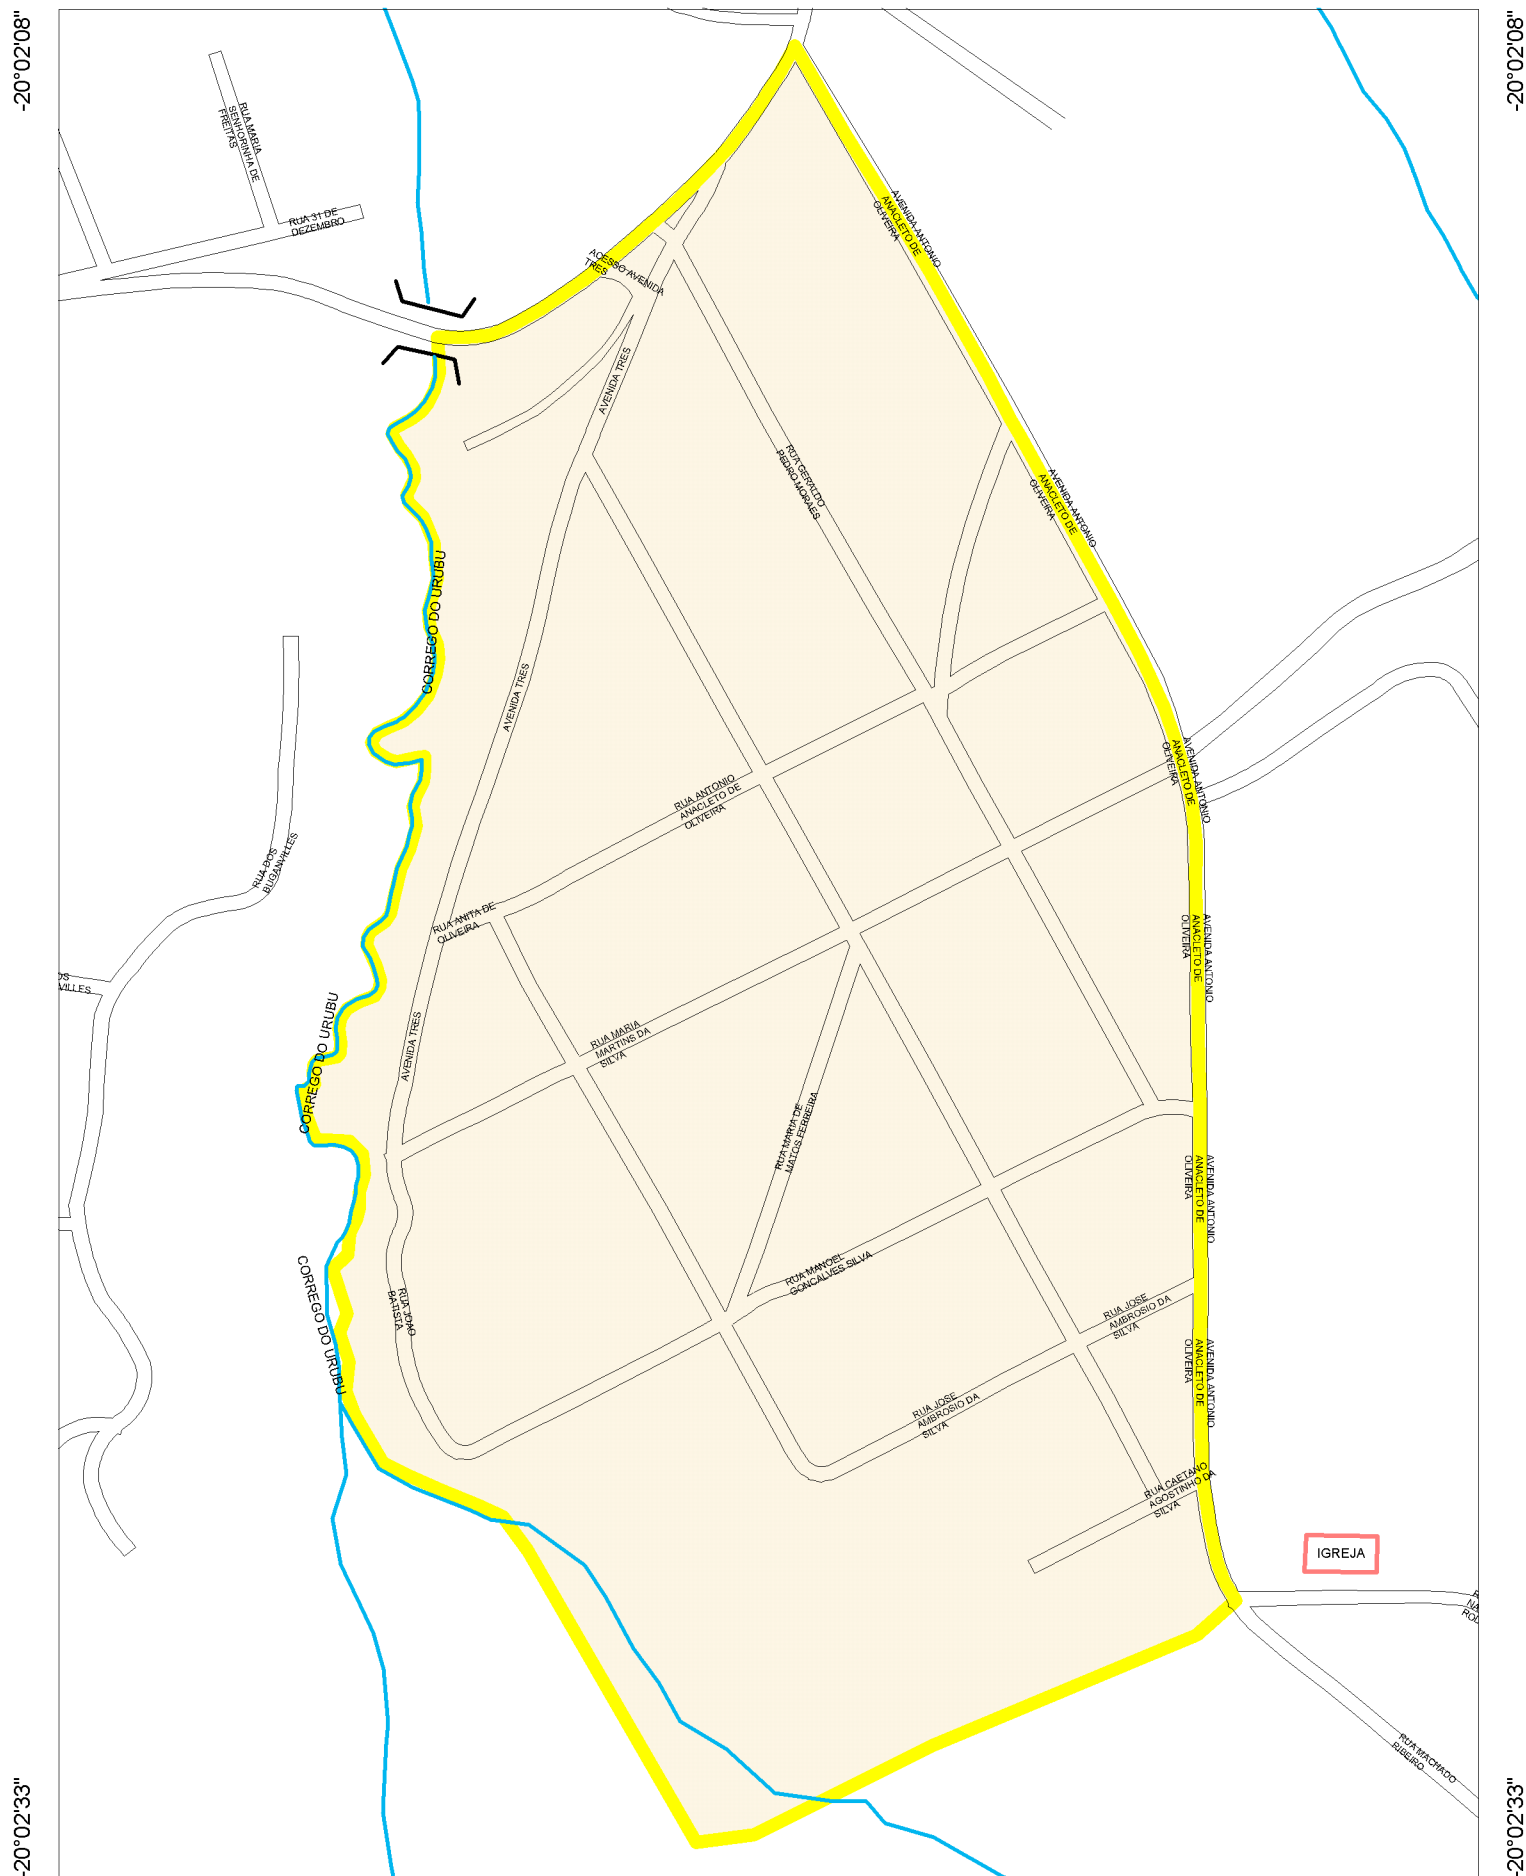 -20°02'08"
-20°02'08"
RUA MARIA
SENHORINHA DE
FREITAS
RUA 31 DE
DEZEMBRO
AVENIDA ANTONIO
ANACLETO DE
OLIVEIRA
ACESSO AVENIDA
TRES
AVENIDA TRES
RUA GERALDO
PEDRO MORAES
AVENIDA ANTONIO
ANACLETO DE
OLIVEIRA
CORREGO DO URUBU
AVENIDA TRES
AVENIDA ANTONIO
ANACLETO DE
OLIVEIRA
RUA ANTONIO
ANACLETO DE
OLIVEIRA
RUA DOS
BUGANVILLES
RUA ANITA DE
OLIVEIRA
AVENIDA ANTONIO
ANACLETO DE
OLIVEIRA
OS
VILLES
CORREGO DO URUBU
AVENIDA TRES
RUA MARIA
MARTINS DA
SILVA
RUA MARIA DE
MATOS FERREIRA
AVENIDA ANTONIO
ANACLETO DE
OLIVEIRA
RUA MANOEL
GONCALVES SILVA
CORREGO DO URUBU
RUA JOAO
BATISTA
RUA JOSE
AMBROSIO DA
SILVA
AVENIDA ANTONIO
ANACLETO DE
OLIVEIRA
RUA JOSE
AMBROSIO DA
SILVA
RUA CAETANO
AGOSTINHO DA
SILVA
IGREJA
R
NA
ROD
RUA MACHADO
RIBEIRO
-20°02'33"
-20°02'33"